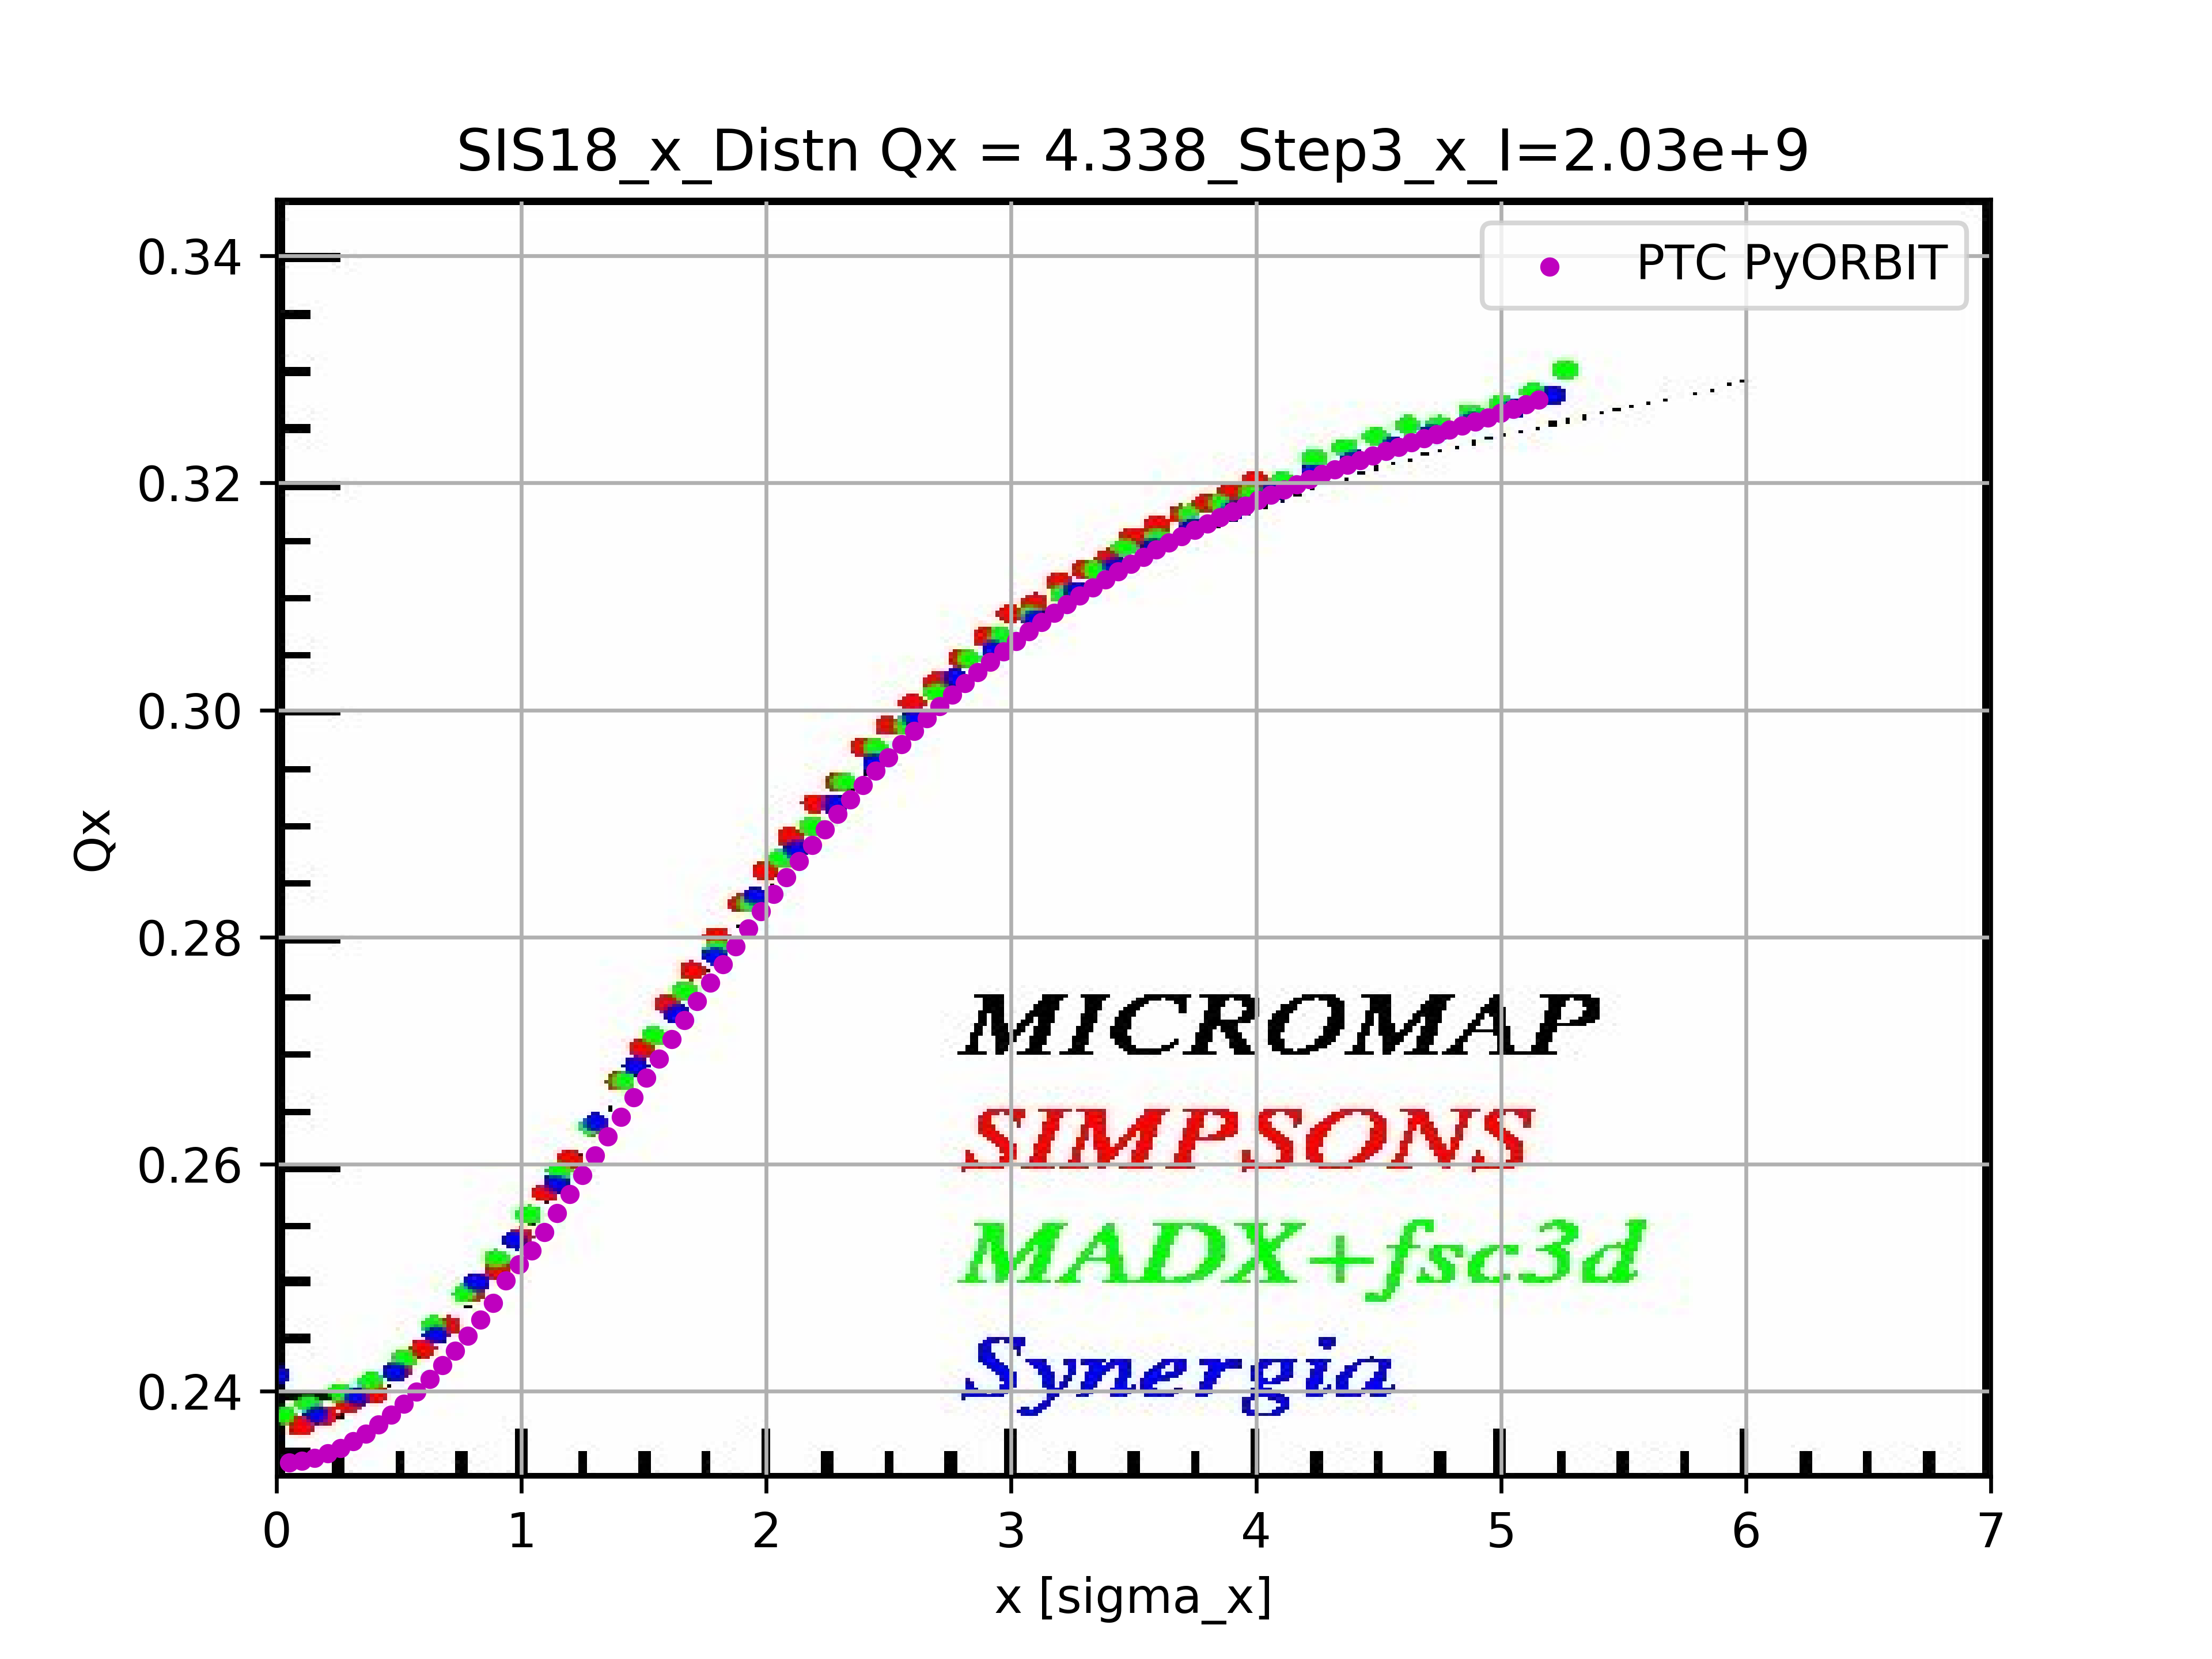 SIS18_x_Distn Qx = 4.338_Step3_x_I=2.03e+9
PTC PyORBIT
0.34
0.32
0.30
0.28
0.26
0.24
Qx
MICROMAP
SIMPSONS
MADX+fsc3d
Synergia
0 1 2 3 4 5 6 7
x [sigma_x]